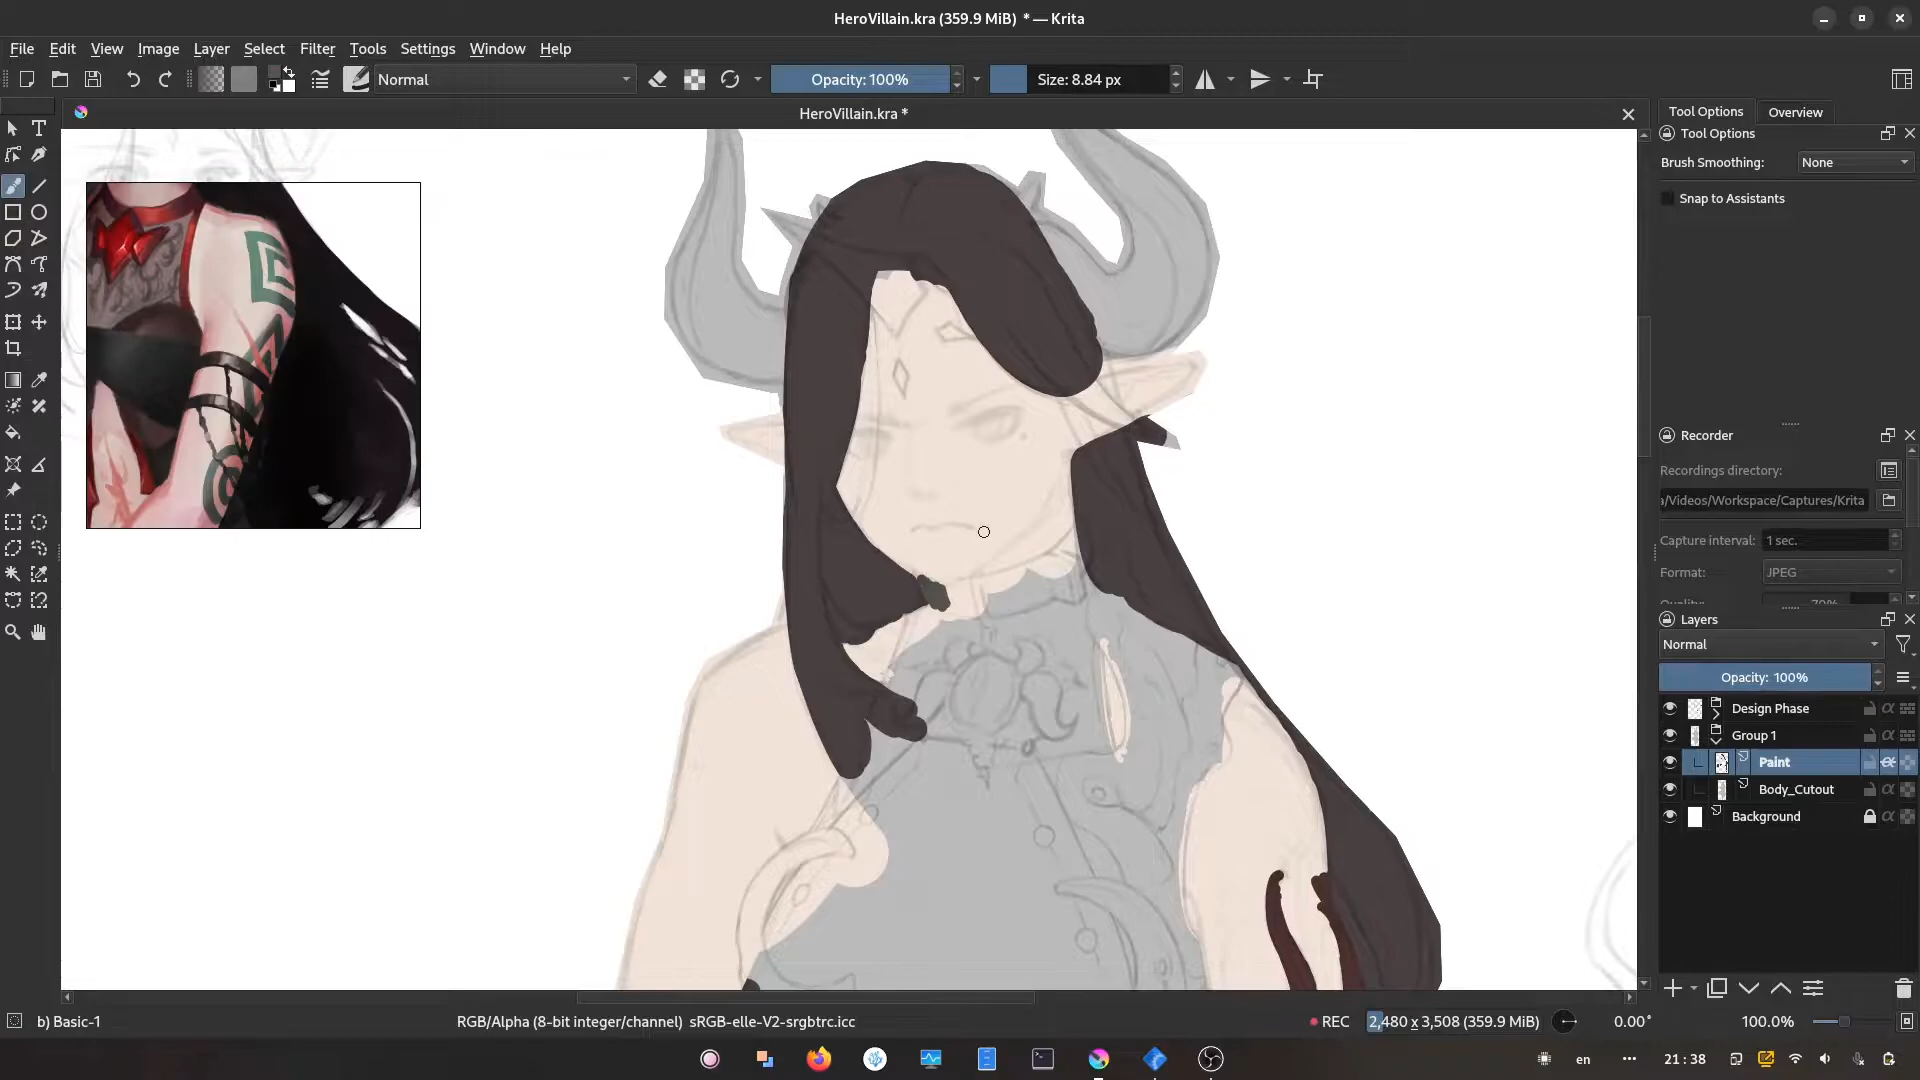 HeroVillain.kra (359.9 MiB) * — Krita
File Edit View Image Layer Select Filter Tools Settings Window Help
Normal Opacity: 100% Size: 8.84 px
HeroVillain.kra *
Tool Options Overview
Tool Options
Brush Smoothing: None
Snap to Assistants
Recorder
Recordings directory:
a/Videos/Workspace/Captures/Krita
Capture interval: 1 sec.
Format: JPEG
Layers
Normal
Opacity: 100%
Design Phase
Group 1
Paint
Body_Cutout
Background
b) Basic-1 RGB/Alpha (8-bit integer/channel) sRGB-elle-V2-srgbtrc.icc REC 2,480 x 3,508 (359.9 MiB) 0.00° 100.0%
en 21 : 38